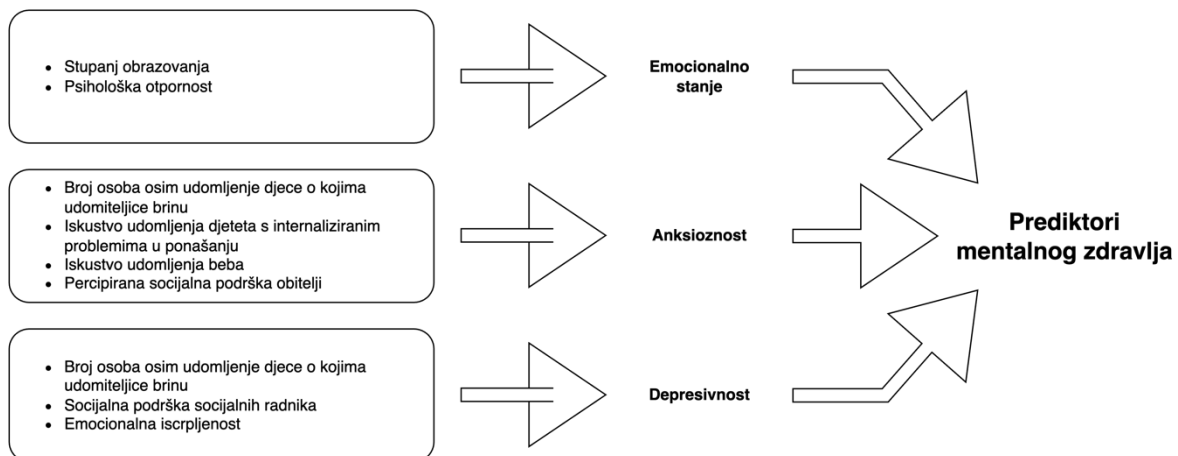 • Stupanj obrazovanja
• Psihološka otpornost
Emocionalno
stanje
• Broj osoba osim udomljenje djece o kojima
udomiteljice brinu
• Iskustvo udomljenja djeteta s internaliziranim
problemima u ponašanju
• Iskustvo udomljenja beba
• Percipirana socijalna podrška obitelji
Anksioznost
• Broj osoba osim udomljenje djece o kojima
udomiteljice brinu
• Socijalna podrška socijalnih radnika
• Emocionalna iscrpljenost
Depresivnost
Prediktori
mentalnog zdravlja